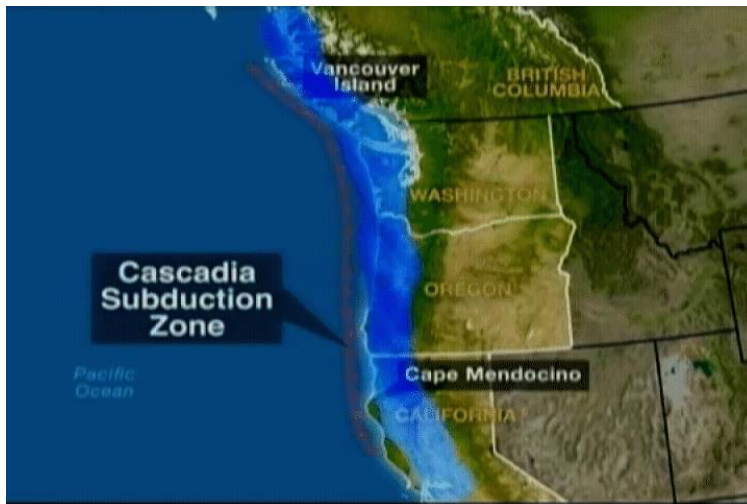 Vancouver
Island
BRITISH
COLUMBIA
WASHINGTON
Cascadia
Subduction
Zone
OREGON
Pacific
Ocean
Cape Mendocino
CALIFORNIA